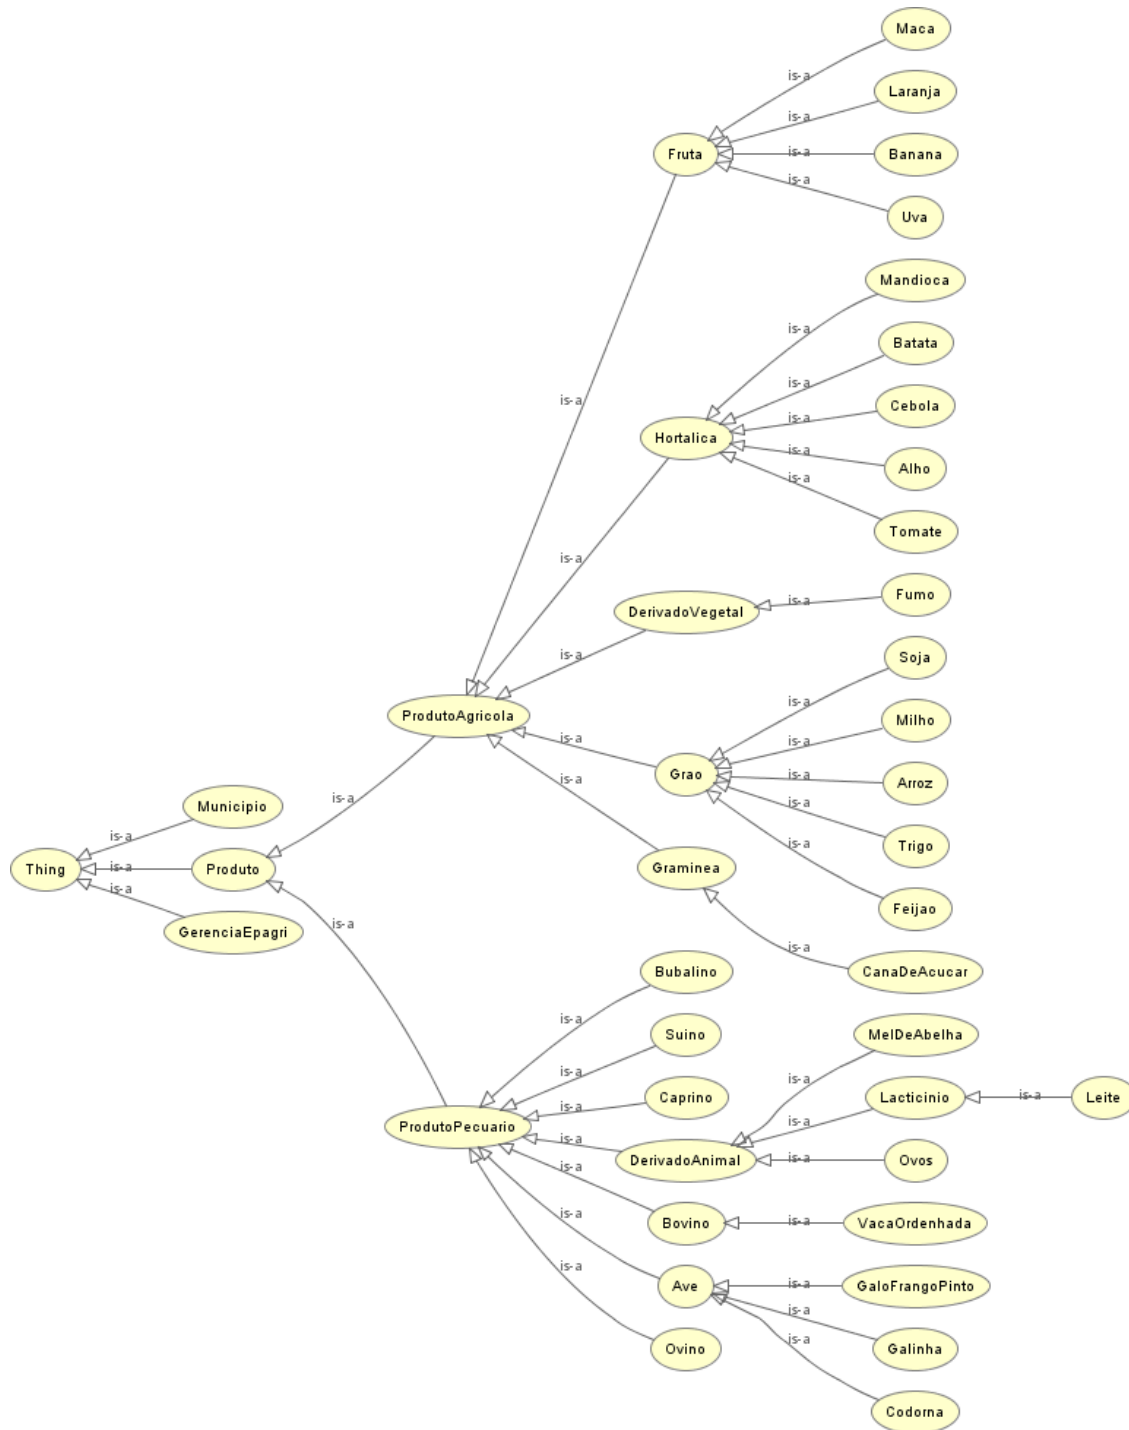 Maca
is-a
Laranja
is-a
Fruta
is-a
Banana
is-a
Uva
Mandioca
is-a
Batata
is-a
is-a
Cebola
is-a
Hortalica
is-a
Alho
is-a
Tomate
is-a
DerivadoVegetal
is-a
Fumo
is-a
Soja
is-a
ProdutoAgricola
Milho
is-a
is-a
Grao
is-a
Arroz
is-a
is-a
Municipio
is-a
Trigo
is-a
is-a
Thing
is-a
Produto
Graminea
is-a
Feijao
is-a
GerenciaEpagri
is-a
Bubalino
CanaDeAcucar
is-a
Suino
MelDeAbelha
is-a
is-a
Caprino
Lacticinio
is-a
Leite
is-a
ProdutoPecuario
is-a
is-a
DerivadoAnimal
is-a
Ovos
is-a
Bovino
is-a
VacaOrdenhada
is-a
Ave
is-a
GaloFrangoPinto
is-a
is-a
Ovino
is-a
Galinha
Codorna